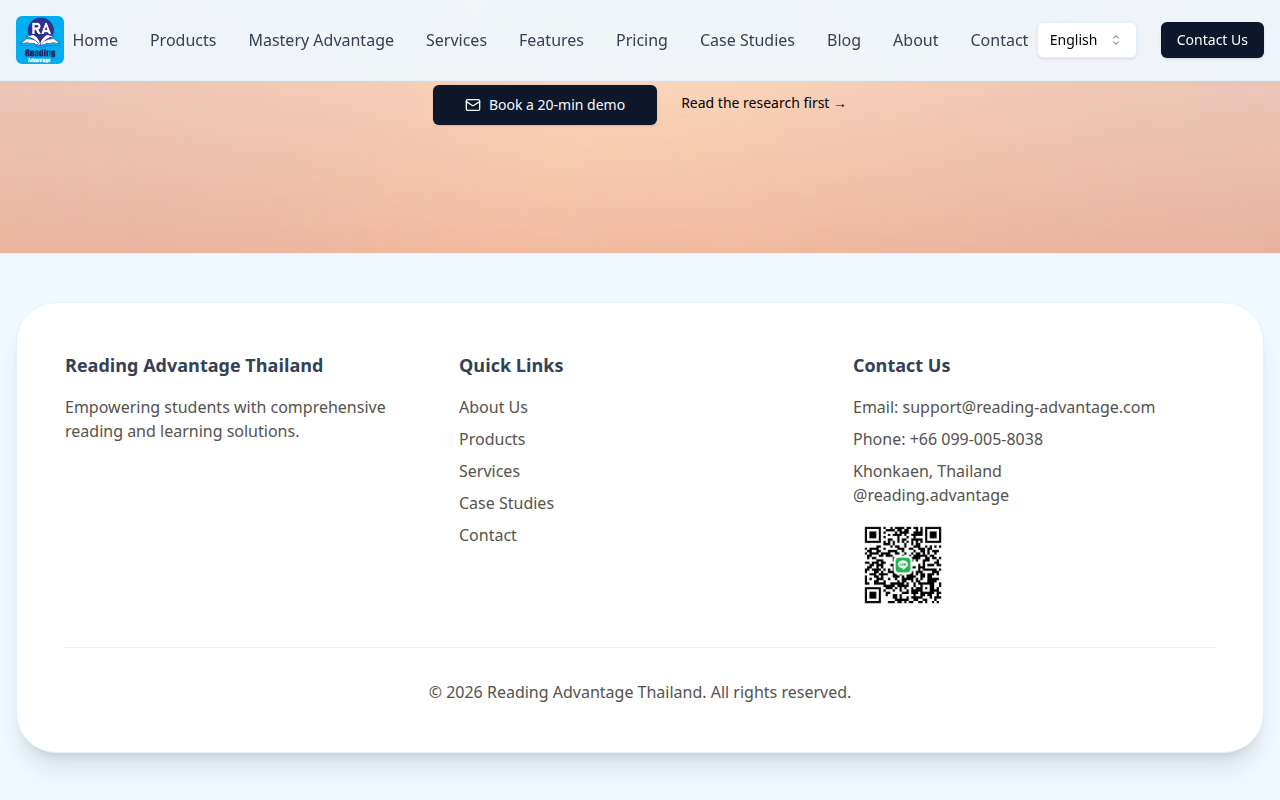 RA
Reading
Advantage
Home
Products
Mastery Advantage
Services
Features
Pricing
Case Studies
Blog
About
Contact
English
Contact Us
Book a 20-min demo
Read the research first →
Reading Advantage Thailand
Empowering students with comprehensive
reading and learning solutions.
Quick Links
About Us
Products
Services
Case Studies
Contact
Contact Us
Email: support@reading-advantage.com
Phone: +66 099-005-8038
Khonkaen, Thailand
@reading.advantage
© 2026 Reading Advantage Thailand. All rights reserved.